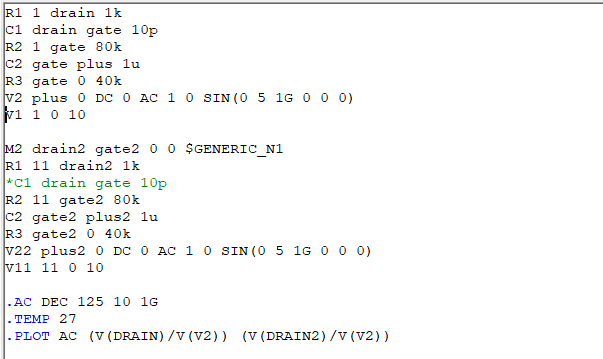 R1 1 drain 1k
C1 drain gate 10p
R2 1 gate 80k
C2 gate plus 1u
R3 gate 0 40k
V2 plus 0 DC 0 AC 1 0 SIN(0 5 1G 0 0 0)
V1 1 0 10
M2 drain2 gate2 0 0 $GENERIC_N1
R1 11 drain2 1k
*C1 drain gate 10p
R2 11 gate2 80k
C2 gate2 plus2 1u
R3 gate2 0 40k
V22 plus2 0 DC 0 AC 1 0 SIN(0 5 1G 0 0 0)
V11 11 0 10
.AC DEC 125 10 1G
.TEMP 27
.PLOT AC (V(DRAIN)/V(V2)) (V(DRAIN2)/V(V2))